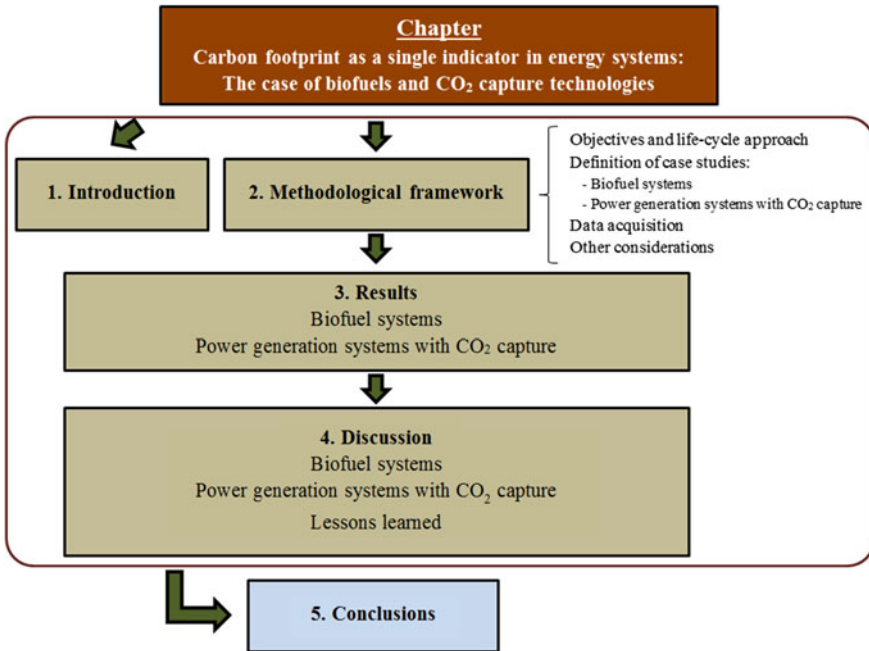 Chapter
Carbon footprint as a single indicator in energy systems:
The case of biofuels and CO₂ capture technologies
1. Introduction
2. Methodological framework
Objectives and life-cycle approach
Definition of case studies:
- Biofuel systems
- Power generation systems with CO₂ capture
Data acquisition
Other considerations
3. Results
Biofuel systems
Power generation systems with CO₂ capture
4. Discussion
Biofuel systems
Power generation systems with CO₂ capture
Lessons learned
5. Conclusions